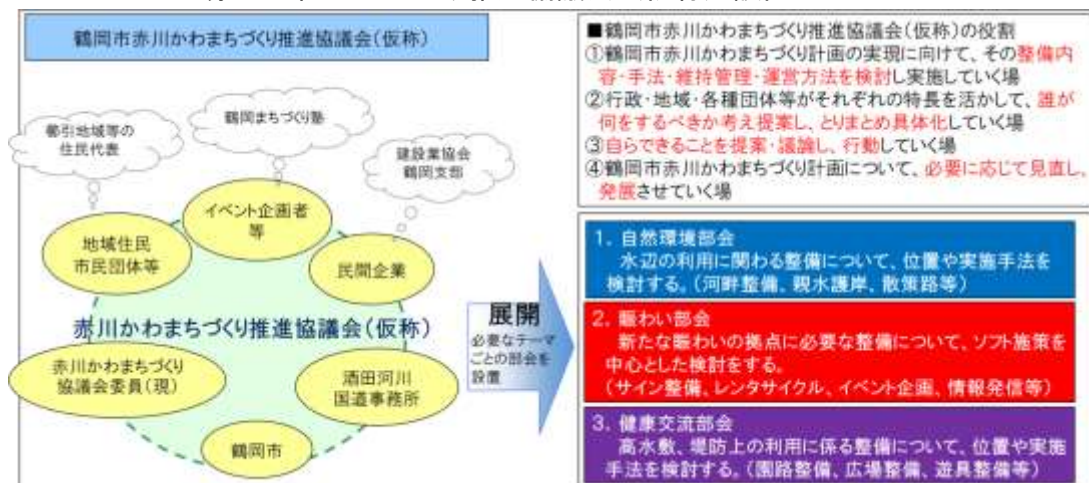 鶴岡市赤川かわまちづくり推進協議会(仮称)
櫛引地域等の
住民代表
鶴岡まちづくり塾
建設業協会
鶴岡支部
イベント企画者
等
地域住民
市民団体等
民間企業
赤川かわまちづくり推進協議会(仮称)
赤川かわまちづくり
協議会委員(現)
酒田河川
国道事務所
鶴岡市
展開
必要なテーマ
ごとの部会を
設置
■鶴岡市赤川かわまちづくり推進協議会(仮称)の役割
①鶴岡市赤川かわまちづくり計画の実現に向けて、その整備内
容・手法・維持管理・運営方法を検討し実施していく場
②行政・地域・各種団体等がそれぞれの特長を活かして、誰が
何をするべきか考え提案し、とりまとめ具体化していく場
③自らできることを提案・議論し、行動していく場
④鶴岡市赤川かわまちづくり計画について、必要に応じて見直し、
発展させていく場
1. 自然環境部会
水辺の利用に関わる整備について、位置や実施手法を
検討する。(河畔整備、親水護岸、散策路等)
2. 賑わい部会
新たな賑わいの拠点に必要な整備について、ソフト施策を
中心とした検討をする。
(サイン整備、レンタサイクル、イベント企画、情報発信等)
3. 健康交流部会
高水敷、堤防上の利用に係る整備について、位置や実施
手法を検討する。(園路整備、広場整備、遊具整備等)